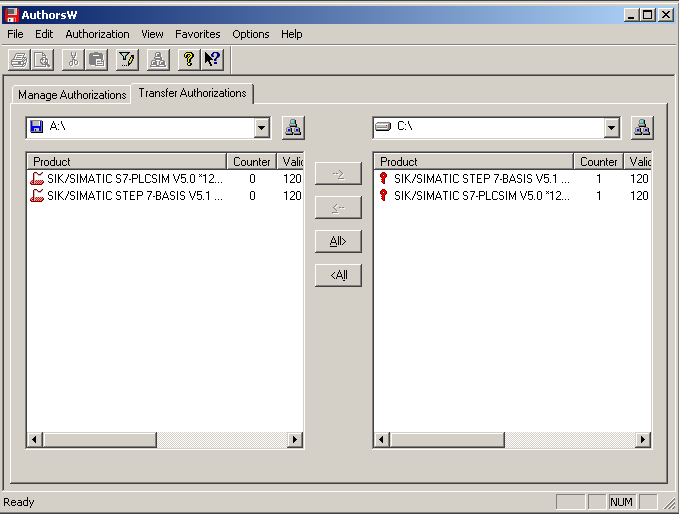 AuthorsW
File Edit Authorization View Favorites Options Help
Manage Authorizations Transfer Authorizations
A:\ C:\
Product Counter Valic Product Counter Valic
SIK/SIMATIC S7-PLCSIM V5.0 *12... 0 120 SIK/SIMATIC STEP 7-BASIS V5.1 ... 1 120
SIK/SIMATIC STEP 7-BASIS V5.1 ... 0 120 SIK/SIMATIC S7-PLCSIM V5.0 *12... 1 120
-->
<--
All>
<All
Ready NUM